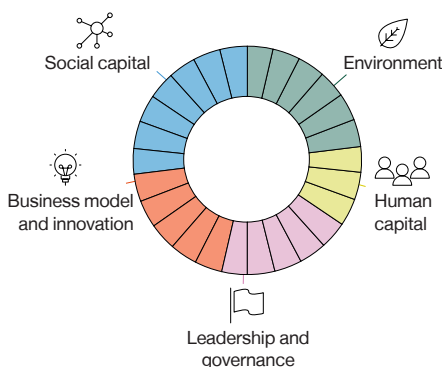 Social capital
Environment
Business model
and innovation
Human
capital
Leadership and
governance